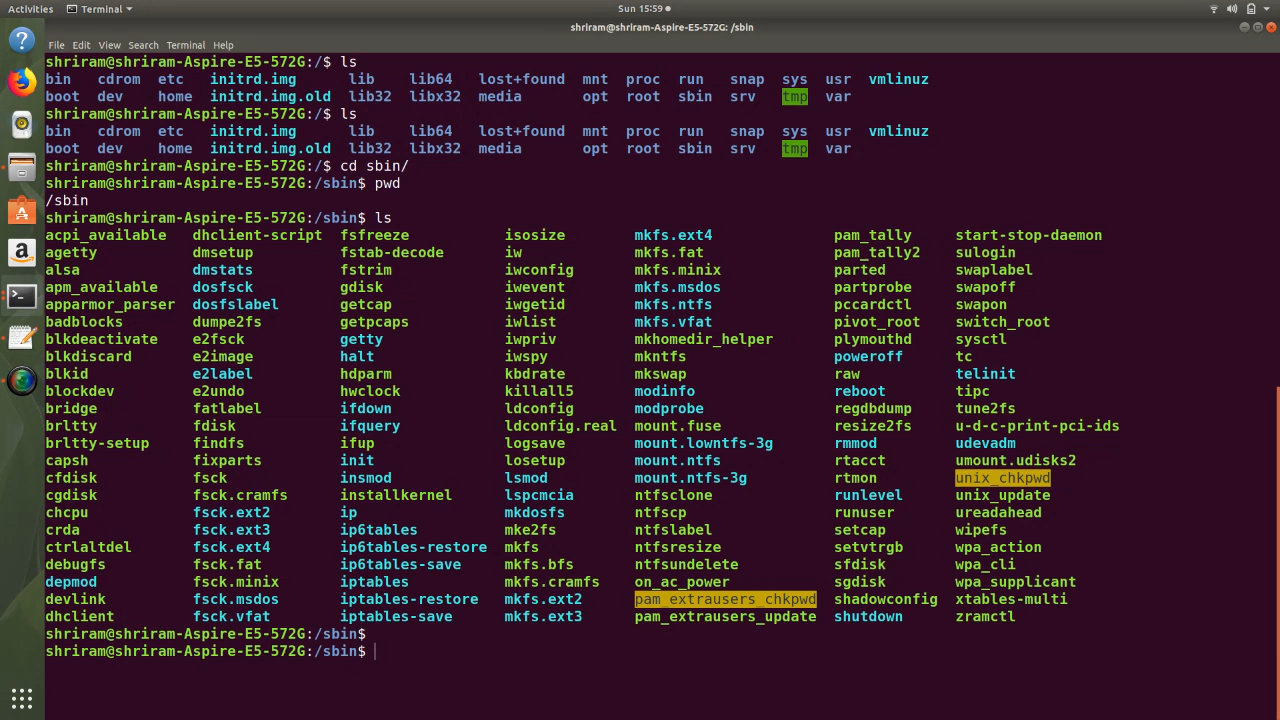 Activities Terminal Sun 15:59
shriram@shriram-Aspire-E5-572G: /sbin
File Edit View Search Terminal Help
shriram@shriram-Aspire-E5-572G:/$ ls
bin cdrom etc initrd.img lib lib64 lost+found mnt proc run snap sys usr vmlinuz
boot dev home initrd.img.old lib32 libx32 media opt root sbin srv tmp var
shriram@shriram-Aspire-E5-572G:/$ ls
bin cdrom etc initrd.img lib lib64 lost+found mnt proc run snap sys usr vmlinuz
boot dev home initrd.img.old lib32 libx32 media opt root sbin srv tmp var
shriram@shriram-Aspire-E5-572G:/$ cd sbin/
shriram@shriram-Aspire-E5-572G:/sbin$ pwd
/sbin
shriram@shriram-Aspire-E5-572G:/sbin$ ls
acpi_available dhclient-script fsfreeze isosize mkfs.ext4 pam_tally start-stop-daemon
agetty dmsetup fstab-decode iw mkfs.fat pam_tally2 sulogin
alsa dmstats fstrim iwconfig mkfs.minix parted swaplabel
apm_available dosfsck gdisk iwevent mkfs.msdos partprobe swapoff
apparmor_parser dosfslabel getcap iwgetid mkfs.ntfs pccardctl swapon
badblocks dumpe2fs getpcaps iwlist mkfs.vfat pivot_root switch_root
blkdeactivate e2fsck getty iwpriv mkhomedir_helper plymouthd sysctl
blkdiscard e2image halt iwspy mkntfs poweroff tc
blkid e2label hdparm kbdrate mkswap raw telinit
blockdev e2undo hwclock killall5 modinfo reboot tipc
bridge fatlabel ifdown ldconfig modprobe regdbdump tune2fs
brltty fdisk ifquery ldconfig.real mount.fuse resize2fs u-d-c-print-pci-ids
brltty-setup findfs ifup logsave mount.lowntfs-3g rmmod udevadm
capsh fixparts init losetup mount.ntfs rtacct umount.udisks2
cfdisk fsck insmod lsmod mount.ntfs-3g rtmon unix_chkpwd
cgdisk fsck.cramfs installkernel lspcmcia ntfsclone runlevel unix_update
chcpu fsck.ext2 ip mkdosfs ntfscp runuser ureadahead
crda fsck.ext3 ip6tables mke2fs ntfslabel setcap wipefs
ctrlaltdel fsck.ext4 ip6tables-restore mkfs ntfsresize setvtrgb wpa_action
debugfs fsck.fat ip6tables-save mkfs.bfs ntfsundelete sfdisk wpa_cli
depmod fsck.minix iptables mkfs.cramfs on_ac_power sgdisk wpa_supplicant
devlink fsck.msdos iptables-restore mkfs.ext2 pam_extrausers_chkpwd shadowconfig xtables-multi
dhclient fsck.vfat iptables-save mkfs.ext3 pam_extrausers_update shutdown zramctl
shriram@shriram-Aspire-E5-572G:/sbin$
shriram@shriram-Aspire-E5-572G:/sbin$